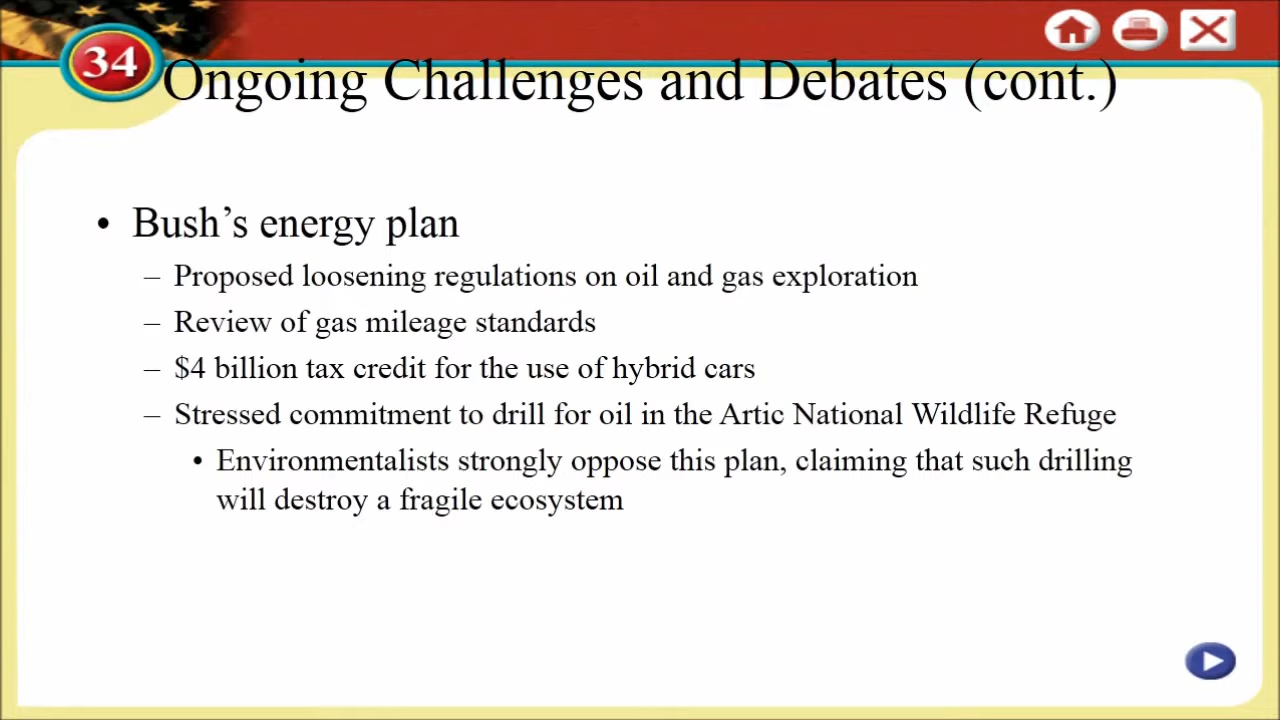 34
Ongoing Challenges and Debates (cont.)
• Bush’s energy plan
– Proposed loosening regulations on oil and gas exploration
– Review of gas mileage standards
– $4 billion tax credit for the use of hybrid cars
– Stressed commitment to drill for oil in the Artic National Wildlife Refuge
• Environmentalists strongly oppose this plan, claiming that such drilling
will destroy a fragile ecosystem